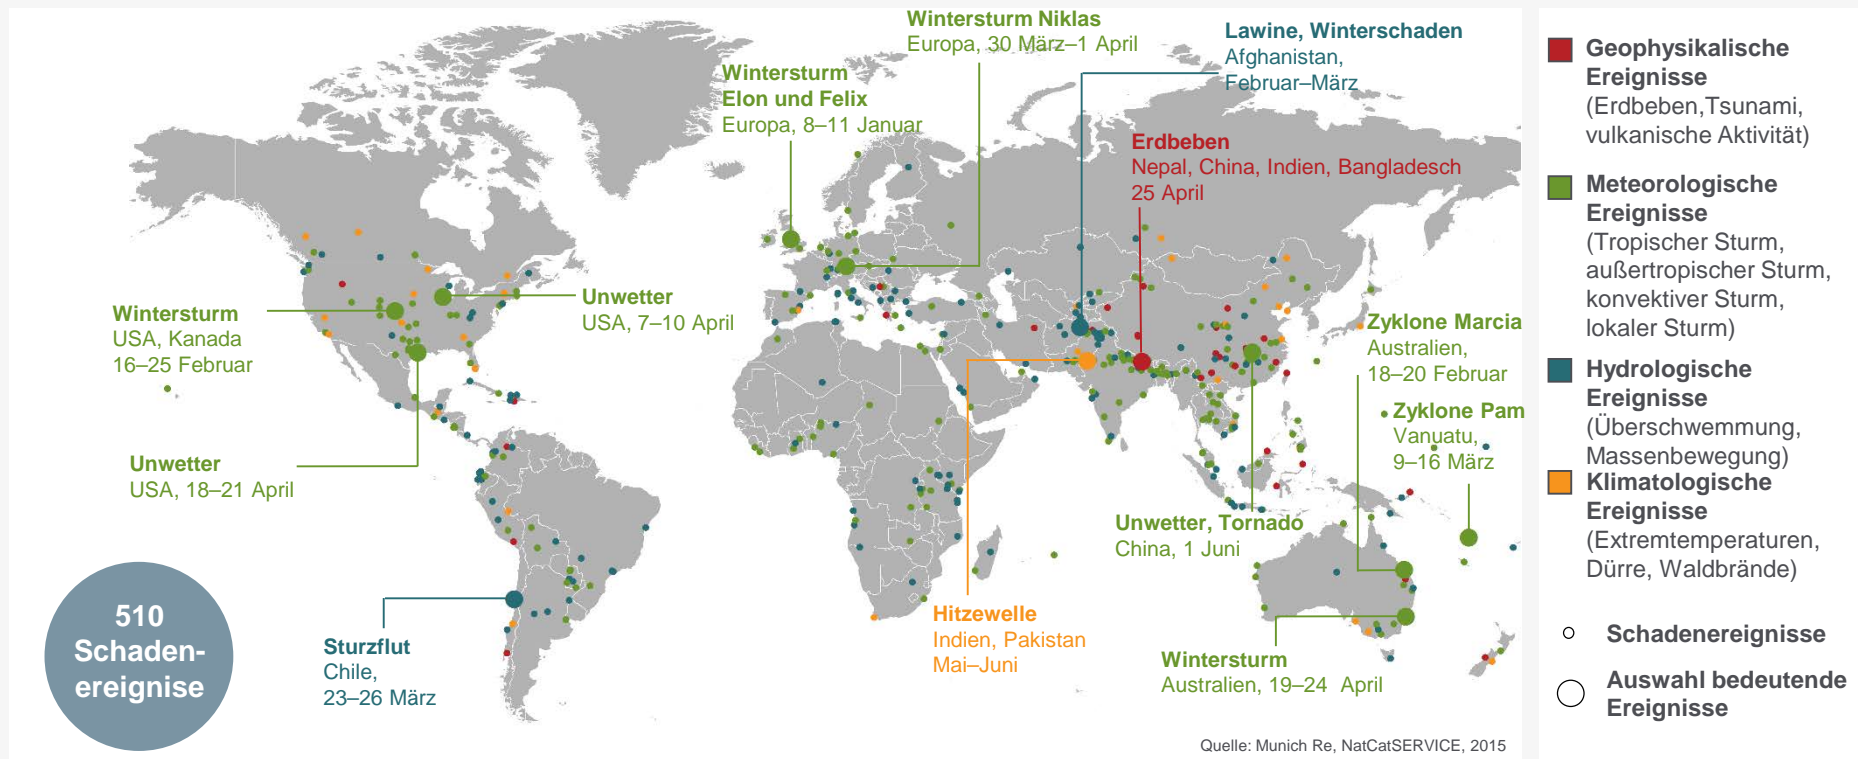 Wintersturm Niklas
Europa, 30 März–1 April
Lawine, Winterschaden
Afghanistan,
Februar–März
Wintersturm
Elon und Felix
Europa, 8–11 Januar
Erdbeben
Nepal, China, Indien, Bangladesch
25 April
Wintersturm
USA, Kanada
16–25 Februar
Unwetter
USA, 7–10 April
Zyklone Marcia
Australien,
18–20 Februar
Zyklone Pam
Vanuatu,
9–16 März
Unwetter
USA, 18–21 April
Unwetter, Tornado
China, 1 Juni
510
Schaden-
ereignise
Sturzflut
Chile,
23–26 März
Hitzewelle
Indien, Pakistan
Mai–Juni
Wintersturm
Australien, 19–24 April
Quelle: Munich Re, NatCatSERVICE, 2015
Geophysikalische
Ereignisse
(Erdbeben,Tsunami,
vulkanische Aktivität)
Meteorologische
Ereignisse
(Tropischer Sturm,
außertropischer Sturm,
konvektiver Sturm,
lokaler Sturm)
Hydrologische
Ereignisse
(Überschwemmung,
Massenbewegung)
Klimatologische
Ereignisse
(Extremtemperaturen,
Dürre, Waldbrände)
Schadenereignisse
Auswahl bedeutende
Ereignisse